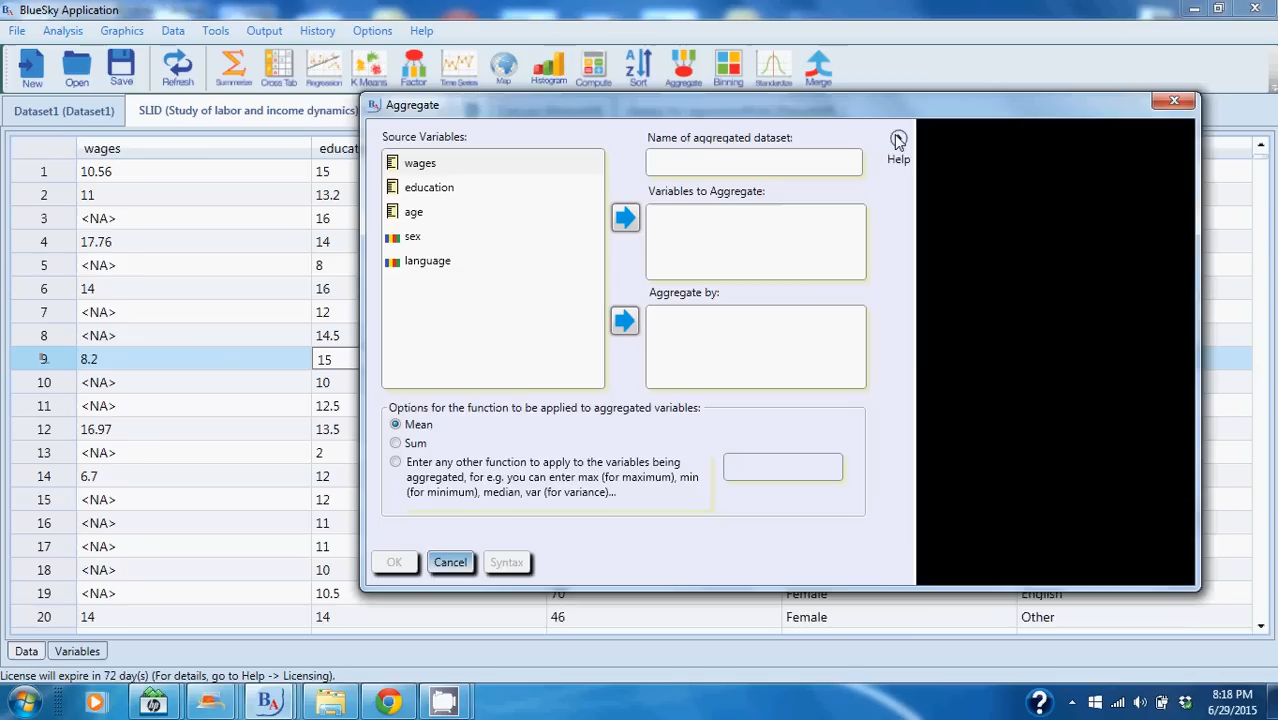 BlueSky Application
File Analysis Graphics Data Tools Output History Options Help
New Open Save Refresh Summarise Cross Tab Regression K Means Factor Time Series Map Histogram Compute Sort Aggregate Binning Standardize Merge
Dataset1 (Dataset1) SLID (Study of labor and income dynamics)
Aggregate
wages educat
1 10.56 15
2 11 13.2
3 <NA> 16
4 17.76 14
5 <NA> 8
6 14 16
7 <NA> 12
8 <NA> 14.5
9 8.2 15
10 <NA> 10
11 <NA> 12.5
12 16.97 13.5
13 <NA> 2
14 6.7 12
15 <NA> 12
16 <NA> 11
17 <NA> 11
18 <NA> 10
19 <NA> 10.5 70 Female English
20 14 14 46 Female Other
Source Variables:
wages
education
age
sex
language
Name of aggregated dataset:
Help
Variables to Aggregate:
Aggregate by:
Options for the function to be applied to aggregated variables:
Mean
Sum
Enter any other function to apply to the variables being
aggregated, for e.g. you can enter max (for maximum), min
(for minimum), median, var (for variance)...
OK Cancel Syntax
Data Variables
License will expire in 72 day(s) (For details, go to Help -> Licensing).
8:18 PM
6/29/2015